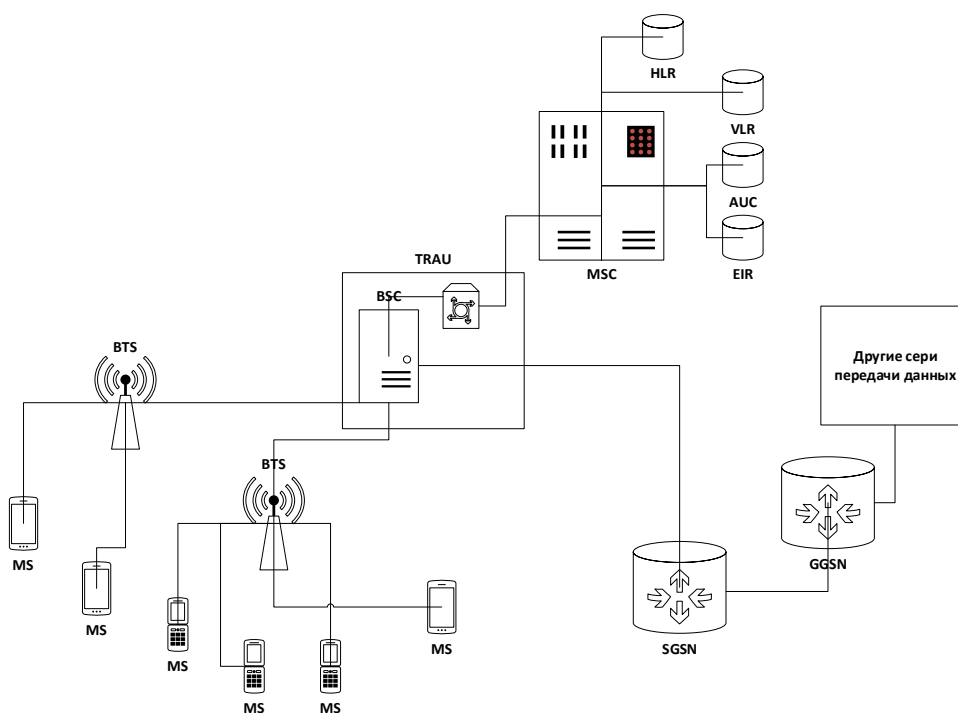 HLR
VLR
AUC
EIR
MSC
TRAU
BSC
BTS
Другие сери
передачи данных
BTS
GGSN
MS
MS
SGSN
MS
MS
MS
MS